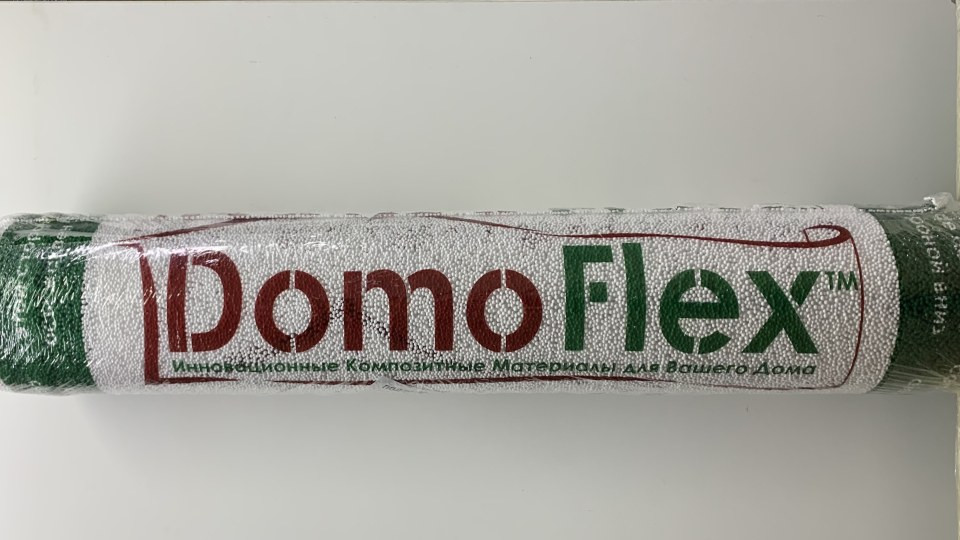 DomoFlex™
Инновационные Композитные Материалы для Вашего Дома